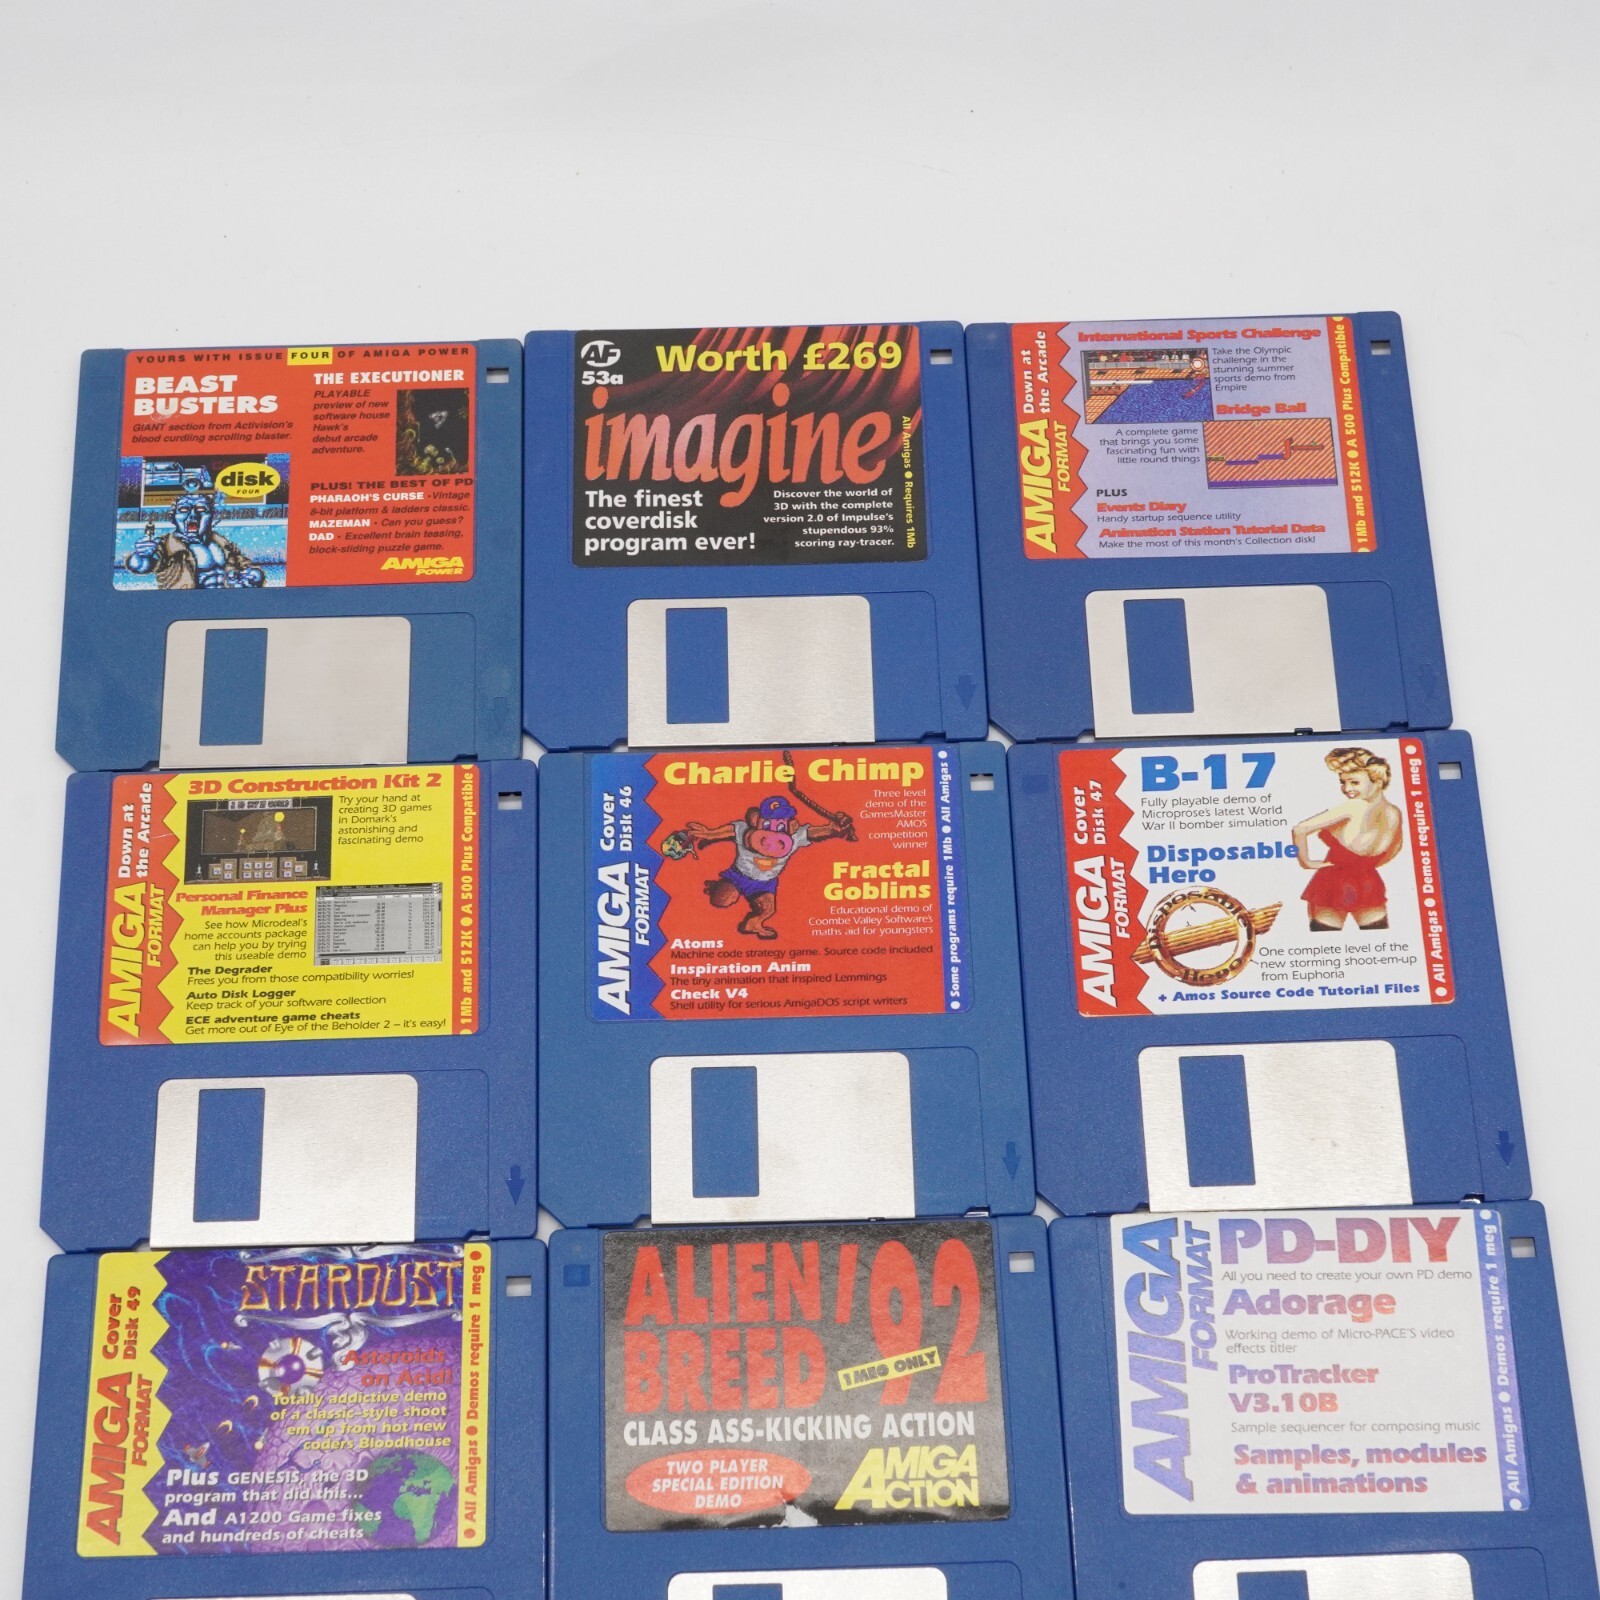 YOURS WITH ISSUE FOUR OF AMIGA POWER
BEAST
BUSTERS
GIANT section from Activision's
blood curdling scrolling blaster.
THE EXECUTIONER
PLAYABLE
preview of new
software house
Hawk's
debut arcade
adventure.
disk
FOUR
PLUS! THE BEST OF PD
PHARAOH'S CURSE - Vintage
8-bit platform & ladders classic.
MAZEMAN - Can you guess?
DAD - Excellent brain teasing,
block-sliding puzzle game.
AMIGA
POWER
AF
53a
Worth £269
imagine
The finest
coverdisk
program ever!
Discover the world of
3D with the complete
version 2.0 of Impulse's
stupendous 93%
scoring ray-tracer.
All Amigas ● Requires 1Mb
AMIGA
FORMAT
Down at
the Arcade
International Sports Challenge
Take the Olympic
challenge in the
stunning summer
sports demo from
Empire
Bridge Ball
A complete game
that brings you some
fascinating fun with
little round things
PLUS
Events Diary
Handy startup sequence utility
Animation Station Tutorial Data
Make the most of this month's Collection disk!
● 1Mb and 512K ● A 500 Plus Compatible ●
AMIGA
FORMAT
Down at
the Arcade
3D Construction Kit 2
Try your hand at
creating 3D games
in Domark's
astonishing and
fascinating demo
Personal Finance
Manager Plus
See how Microdeal's
home accounts package
can help you by trying
this useable demo
The Degrader
Frees you from those compatibility worries!
Auto Disk Logger
Keep track of your software collection
ECE adventure game cheats
Get more out of Eye of the Beholder 2 – it's easy!
● 1Mb and 512K ● A 500 Plus Compatible ●
AMIGA
FORMAT
Cover
Disk 46
Charlie Chimp
Three level
demo of the
GamesMaster
AMOS
competition
winner
Fractal
Goblins
Educational demo of
Coombe Valley Software's
maths aid for youngsters
Atoms
Machine code strategy game. Source code included
Inspiration Anim
The tiny animation that inspired Lemmings
Check V4
Shell utility for serious AmigaDOS script writers
● Some programs require 1Mb ● All Amigas ●
AMIGA
FORMAT
Cover
Disk 47
B-17
Fully playable demo of
Microprose's latest World
War II bomber simulation
Disposable
Hero
Disposable
Hero
One complete level of the
new storming shoot-em-up
from Euphoria
+ Amos Source Code Tutorial Files
● All Amigas ● Demos require 1 meg ●
AMIGA
FORMAT
Cover
Disk 49
STARDUST
Asteroids
on Acid!
Totally addictive demo
of a classic-style shoot
em up from hot new
coders Bloodhouse
Plus GENESIS, the 3D
program that did this...
And A1200 Game fixes
and hundreds of cheats
● All Amigas ● Demos require 1 meg ●
ALIEN
BREED
/92
1 MEG ONLY
CLASS ASS-KICKING ACTION
TWO PLAYER
SPECIAL EDITION
DEMO
AMIGA
ACTION
AMIGA
FORMAT
PD-DIY
All you need to create your own PD demo
Adorage
Working demo of Micro-PACE'S video
effects titler
ProTracker
V3.10B
Sample sequencer for composing music
Samples, modules
& animations
● All Amigas ● Demos require 1 meg ●